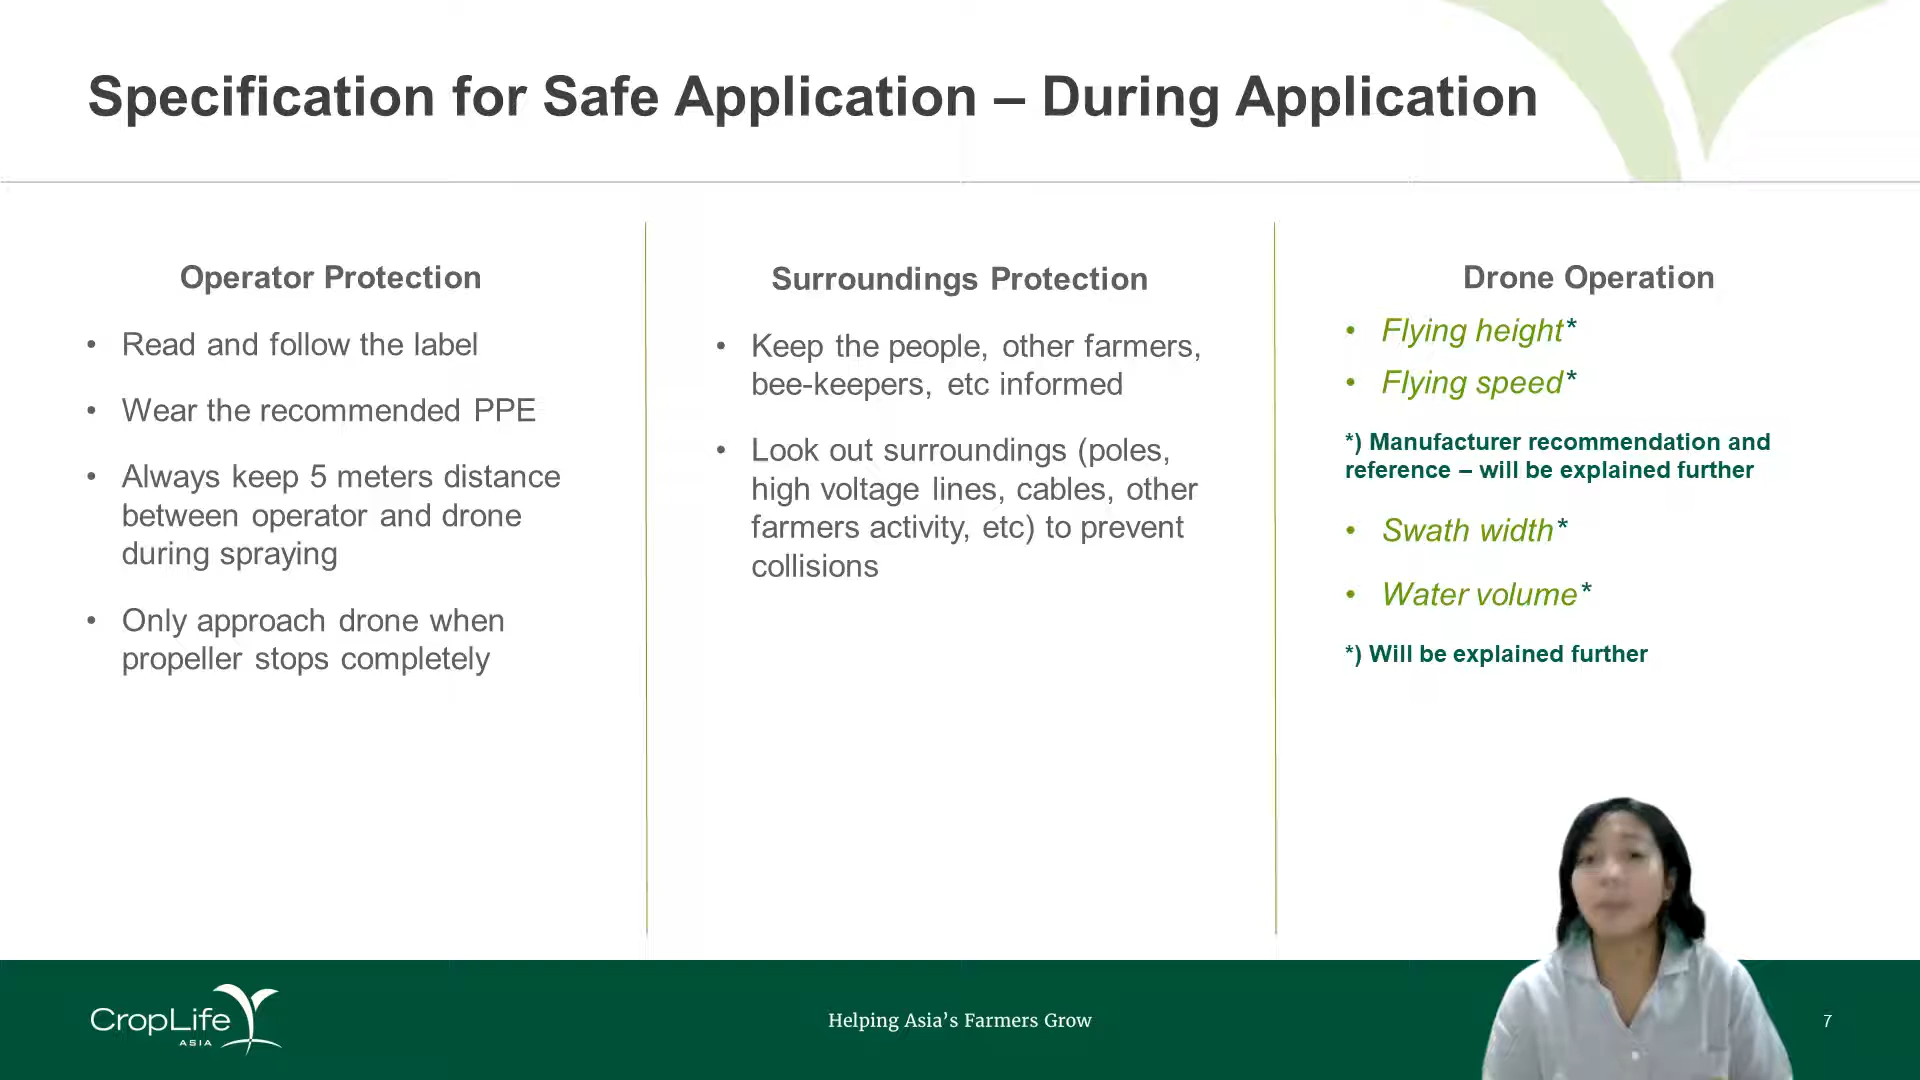 Specification for Safe Application – During Application
Operator Protection
• Read and follow the label
• Wear the recommended PPE
• Always keep 5 meters distance
between operator and drone
during spraying
• Only approach drone when
propeller stops completely
Surroundings Protection
• Keep the people, other farmers,
bee-keepers, etc informed
• Look out surroundings (poles,
high voltage lines, cables, other
farmers activity, etc) to prevent
collisions
Drone Operation
• Flying height*
• Flying speed*
*) Manufacturer recommendation and
reference – will be explained further
• Swath width*
• Water volume*
*) Will be explained further
CropLife
ASIA
Helping Asia’s Farmers Grow
7